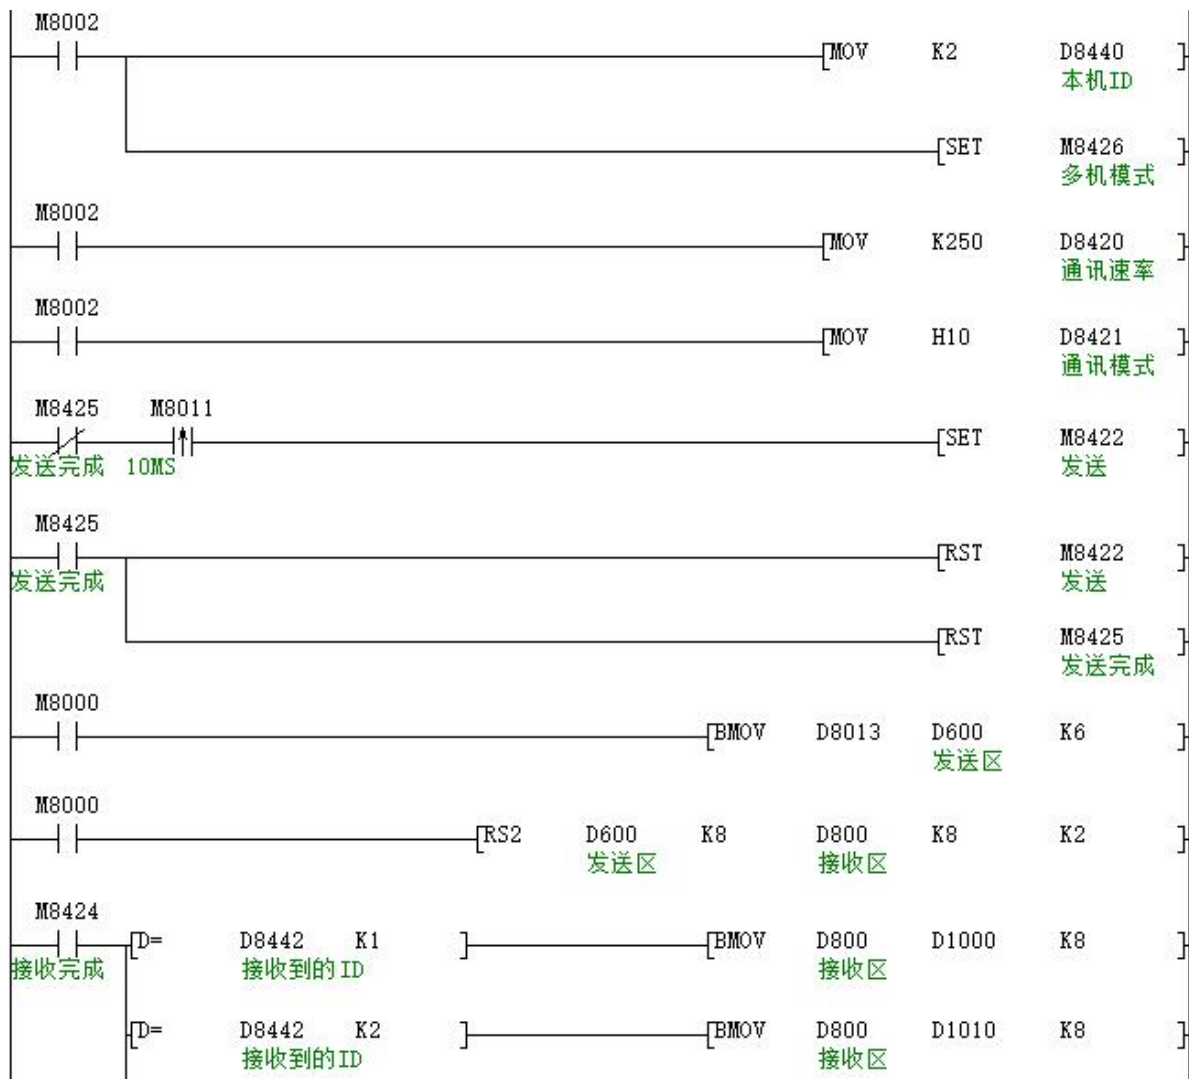 M8002
[MOV K2 D8440 ]
本机ID
[SET M8426 ]
多机模式
M8002
[MOV K250 D8420 ]
通讯速率
M8002
[MOV H10 D8421 ]
通讯模式
M8425 M8011
[SET M8422 ]
发送完成 10MS 发送
M8425
[RST M8422 ]
发送完成 发送
[RST M8425 ]
发送完成
M8000
[BMOV D8013 D600 K6 ]
发送区
M8000
[RS2 D600 K8 D800 K8 K2 ]
发送区 接收区
M8424
[D= D8442 K1 ] [BMOV D800 D1000 K8 ]
接收完成 接收到的ID 接收区
[D= D8442 K2 ] [BMOV D800 D1010 K8 ]
接收到的ID 接收区